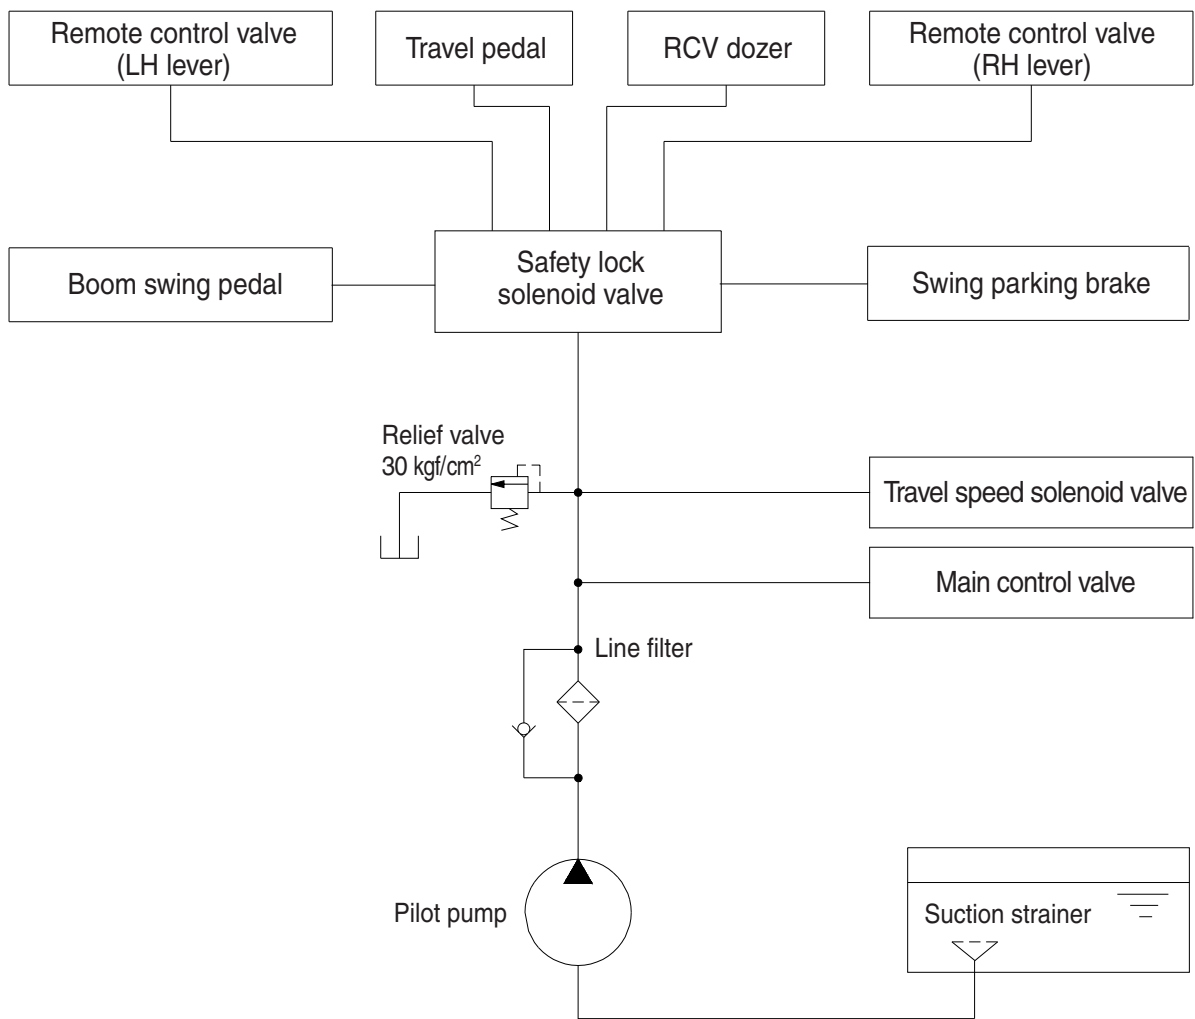 Remote control valve
(LH lever)
Travel pedal
RCV dozer
Remote control valve
(RH lever)
Boom swing pedal
Safety lock
solenoid valve
Swing parking brake
Relief valve
30 kgf/cm²
Travel speed solenoid valve
Main control valve
Line filter
Pilot pump
Suction strainer